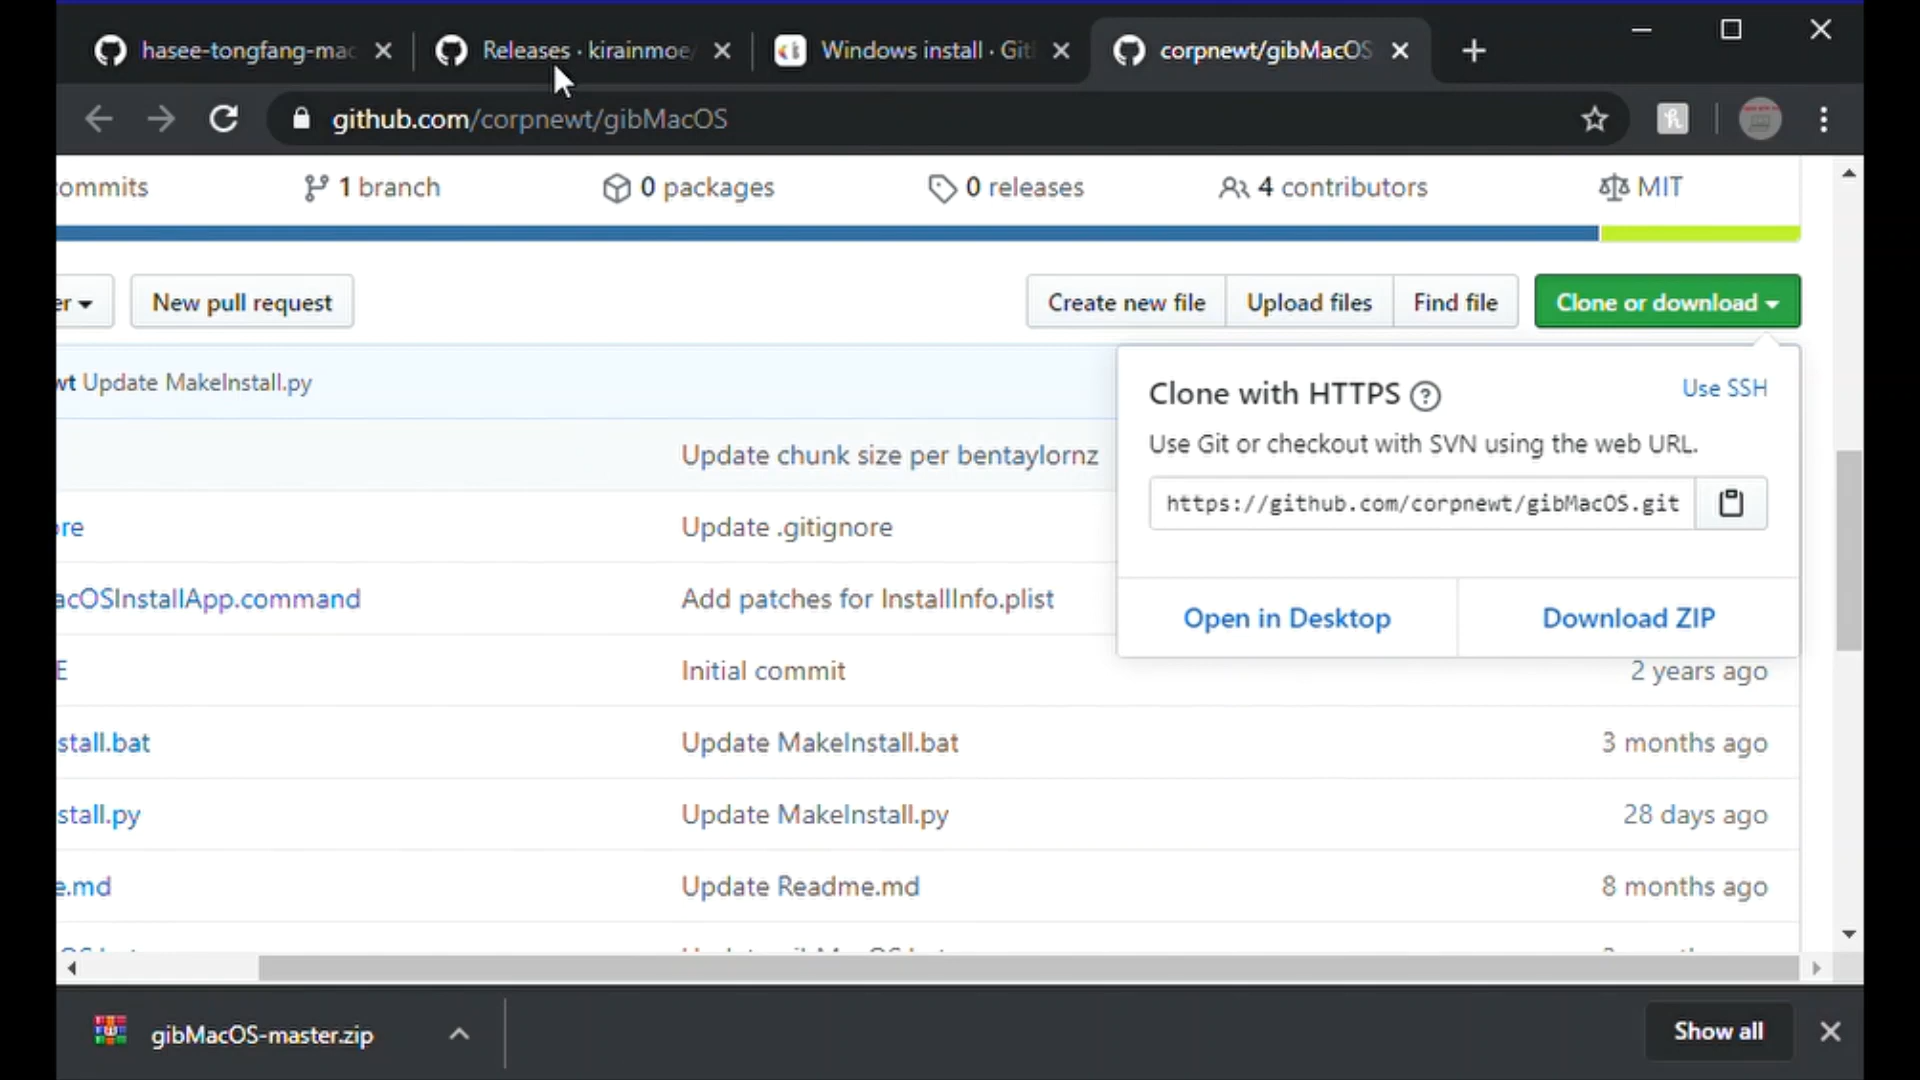 hasee-tongfang-mac
Releases · kirainmoe/
Windows install · Git
corpnewt/gibMacOS
github.com/corpnewt/gibMacOS
commits
1 branch
0 packages
0 releases
4 contributors
MIT
er
New pull request
Create new file
Upload files
Find file
Clone or download
wt Update MakeInstall.py
Clone with HTTPS ?
Use SSH
Use Git or checkout with SVN using the web URL.
https://github.com/corpnewt/gibMacOS.git
Open in Desktop
Download ZIP
Update chunk size per bentaylornz
ore
Update .gitignore
acOSInstallApp.command
Add patches for InstallInfo.plist
E
Initial commit
2 years ago
stall.bat
Update MakeInstall.bat
3 months ago
stall.py
Update MakeInstall.py
28 days ago
e.md
Update Readme.md
8 months ago
gibMacOS-master.zip
Show all